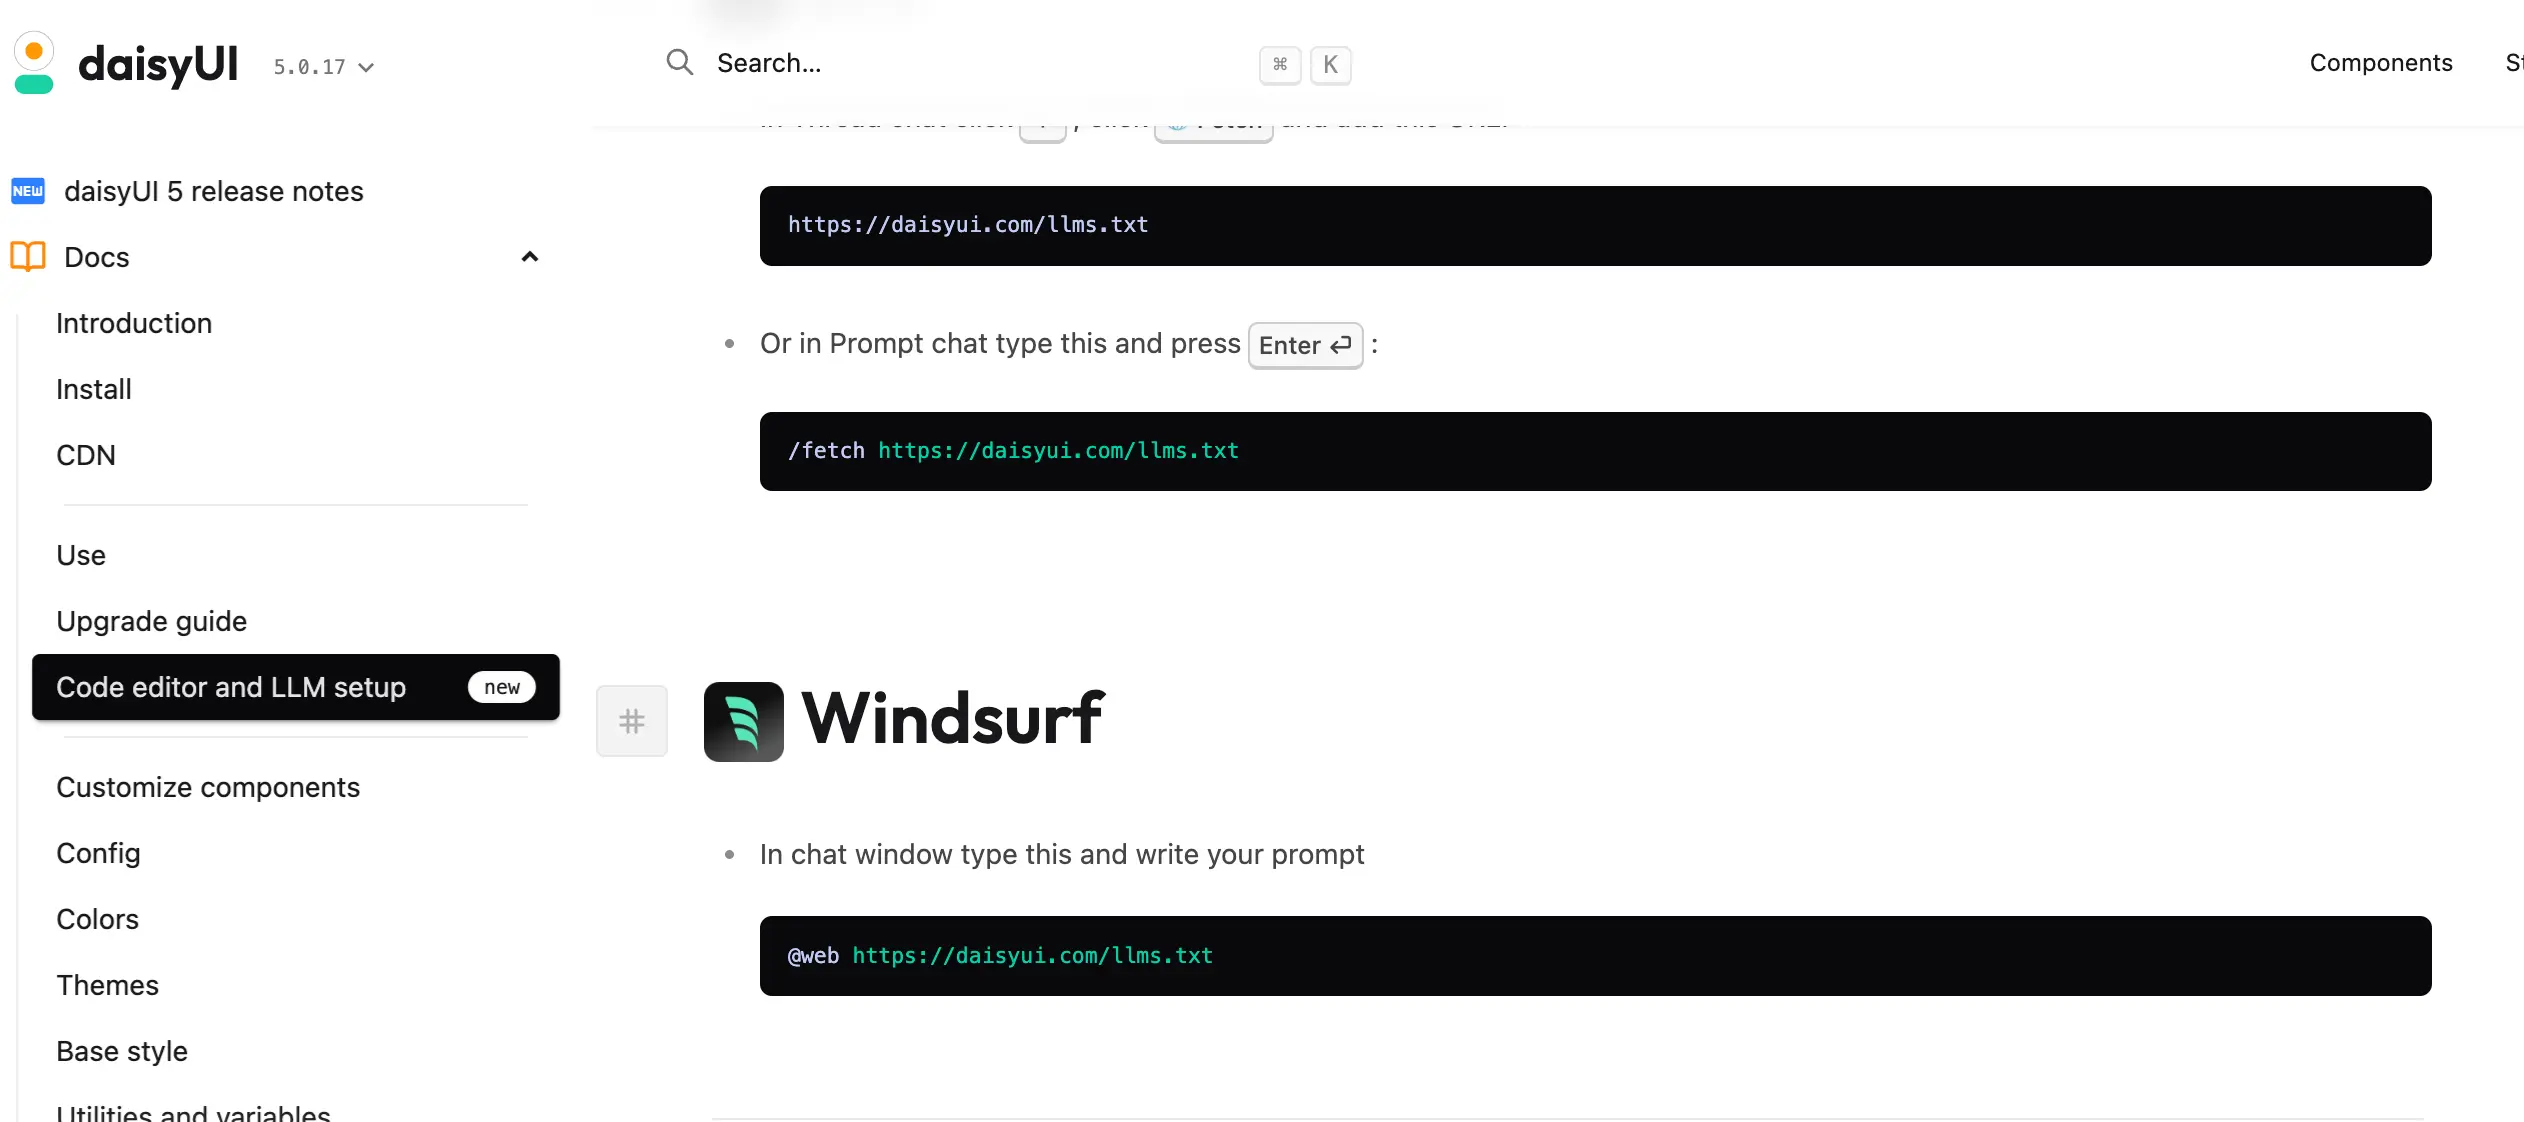 daisyUI 5.0.17
Search...
⌘ K
Components
NEW daisyUI 5 release notes
Docs
Introduction
Install
CDN
Use
Upgrade guide
Code editor and LLM setup new
Customize components
Config
Colors
Themes
Base style
Utilities and variables
https://daisyui.com/llms.txt
Or in Prompt chat type this and press Enter ⏎ :
/fetch https://daisyui.com/llms.txt
# Windsurf
In chat window type this and write your prompt
@web https://daisyui.com/llms.txt